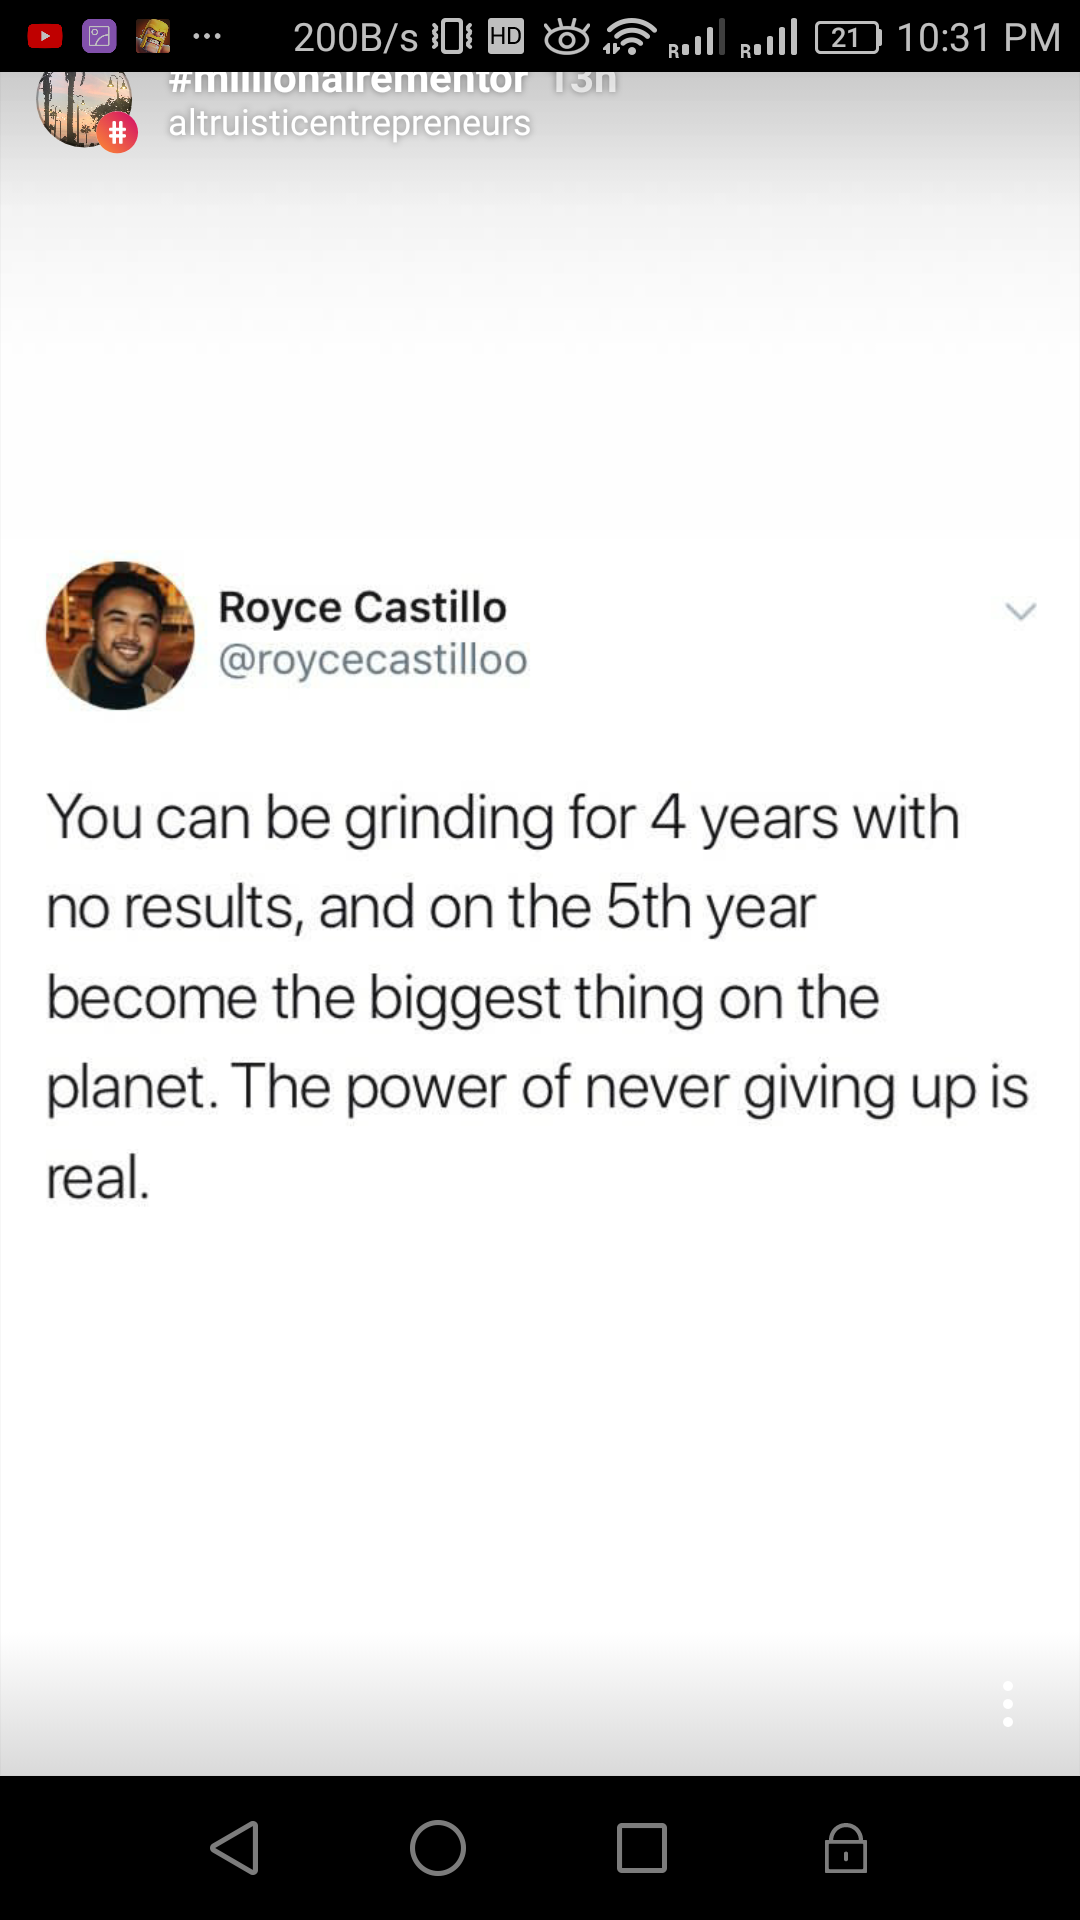 200B/s HD R R 21 10:31 PM
#millionairementor 13h
# altruisticentrepreneurs
Royce Castillo
@roycecastilloo
You can be grinding for 4 years with
no results, and on the 5th year
become the biggest thing on the
planet. The power of never giving up is
real.